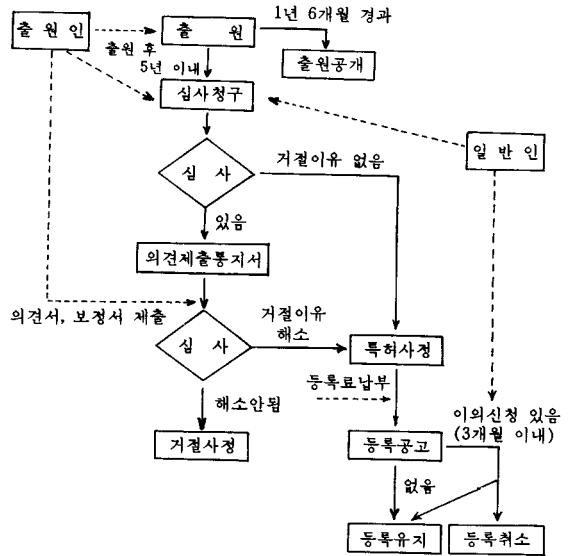 1년 6개월 경과
출원인
출 원
출원 후
5년 이내
출원공개
심사청구
일반인
심 사
거절이유 없음
있음
의견제출통지서
의견서, 보정서 제출
심 사
거절이유
해소
특허사정
등록료납부
해소안됨
이의신청 있음
(3개월 이내)
거절사정
등록공고
없음
등록유지
등록취소